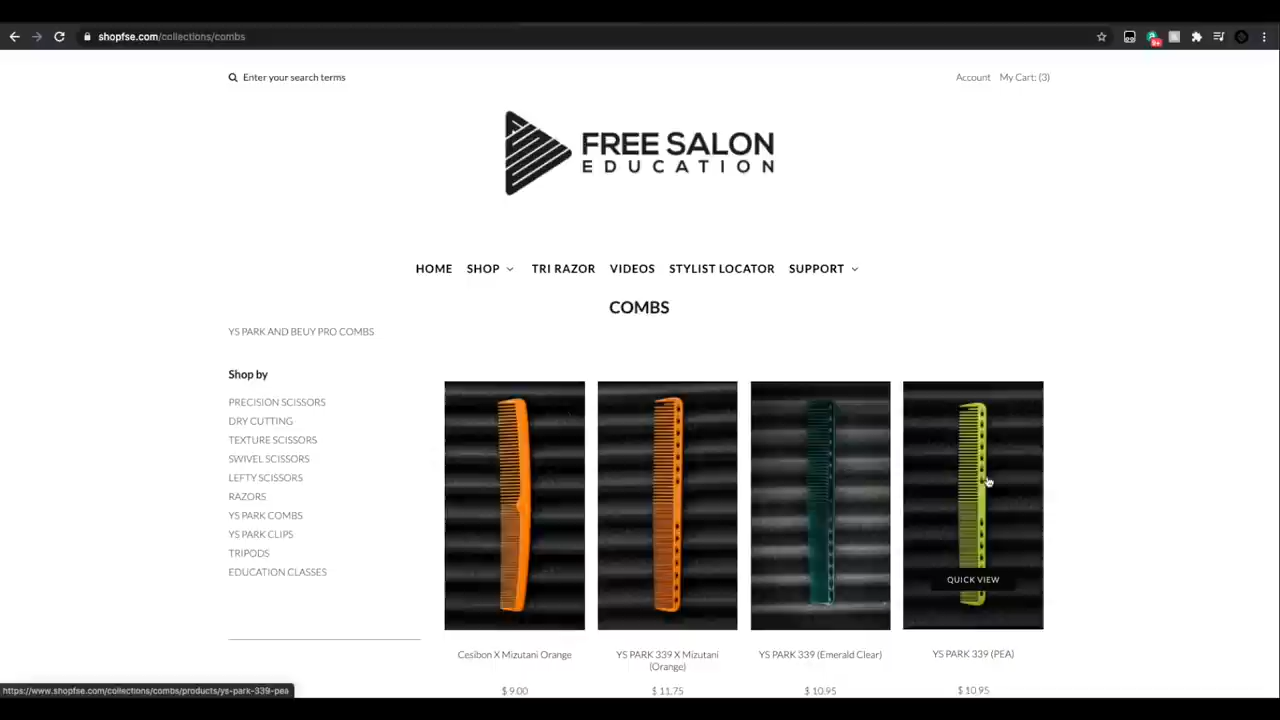 shopfse.com/collections/combs
9+
Enter your search terms
Account My Cart: (3)
FREE SALON
EDUCATION
HOME SHOP TRI RAZOR VIDEOS STYLIST LOCATOR SUPPORT
COMBS
YS PARK AND BEUY PRO COMBS
Shop by
PRECISION SCISSORS
DRY CUTTING
TEXTURE SCISSORS
SWIVEL SCISSORS
LEFTY SCISSORS
RAZORS
YS PARK COMBS
YS PARK CLIPS
TRIPODS
EDUCATION CLASSES
QUICK VIEW
Cesibon X Mizutani Orange
$ 9.00
YS PARK 339 X Mizutani
(Orange)
$ 11.75
YS PARK 339 (Emerald Clear)
$ 10.95
YS PARK 339 (PEA)
$ 10.95
https://www.shopfse.com/collections/combs/products/ys-park-339-pea